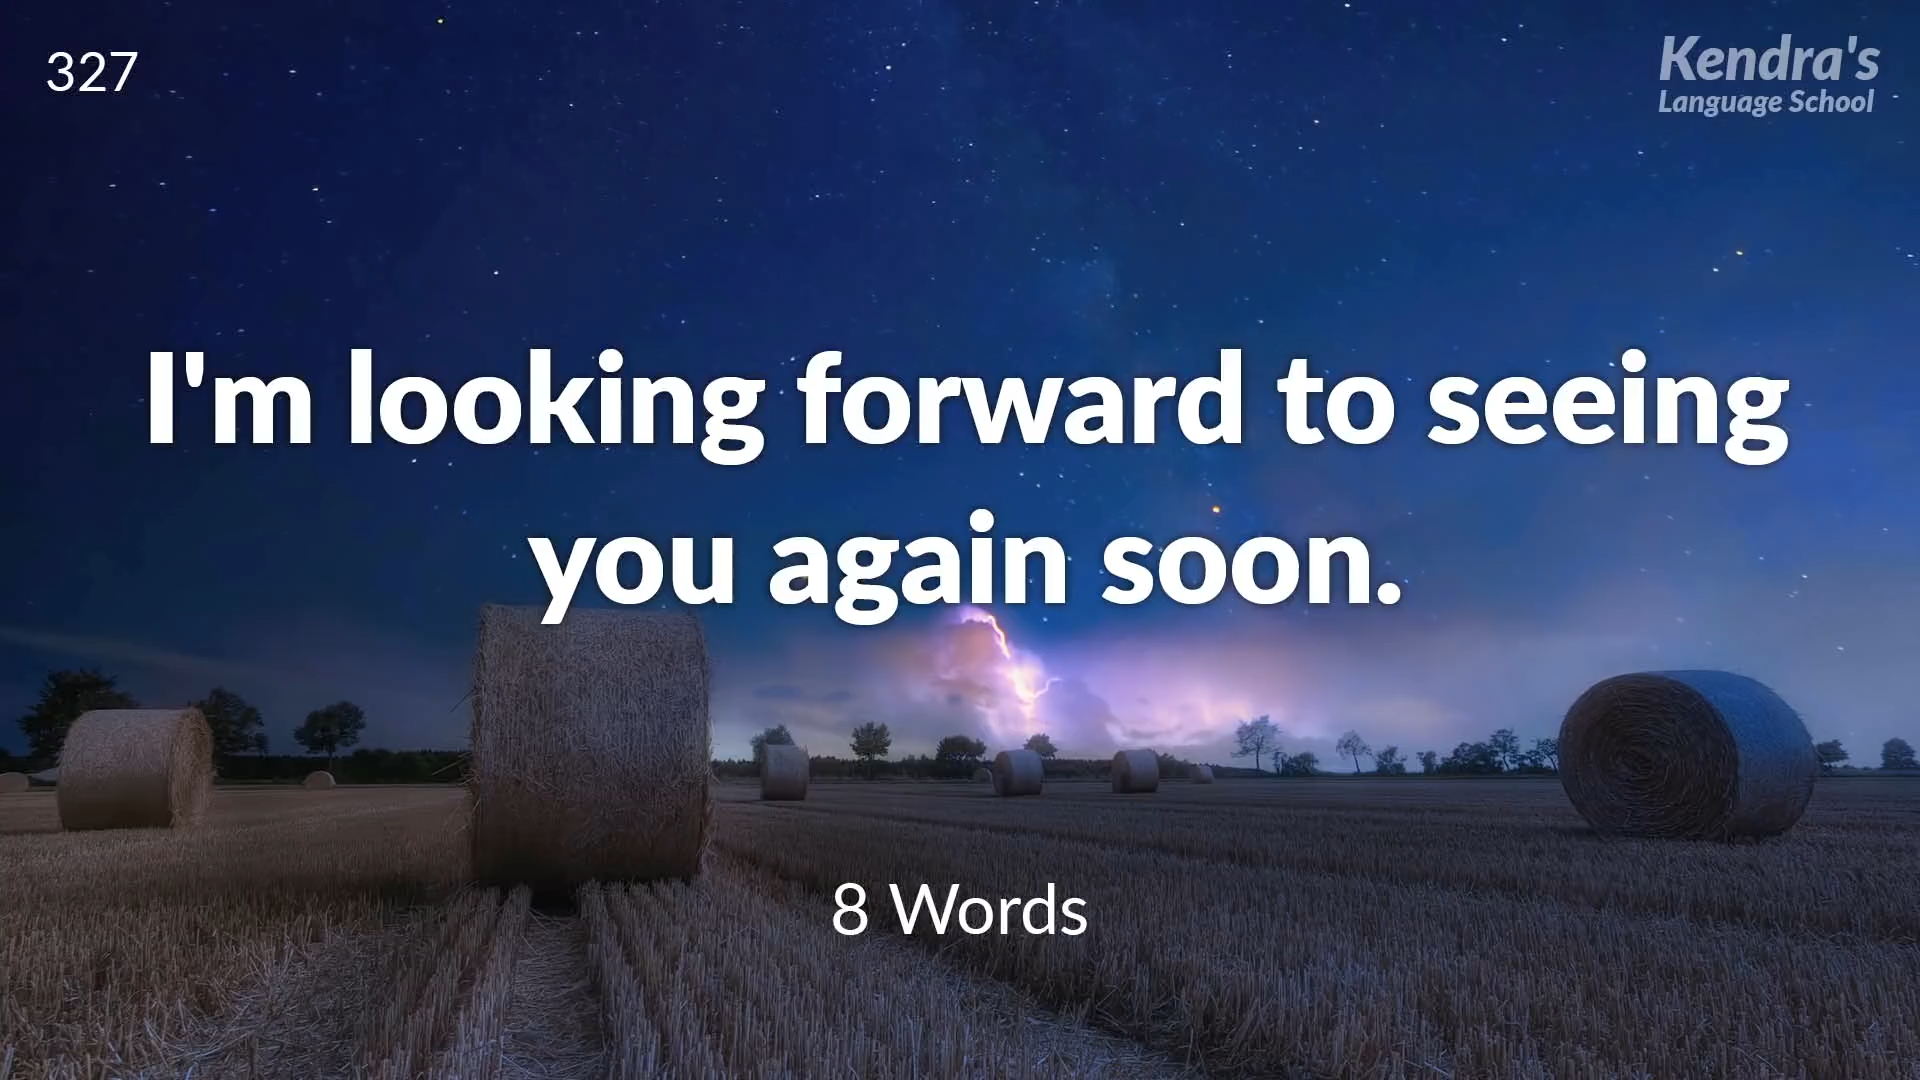 327
Kendra's
Language School
I'm looking forward to seeing
you again soon.
8 Words